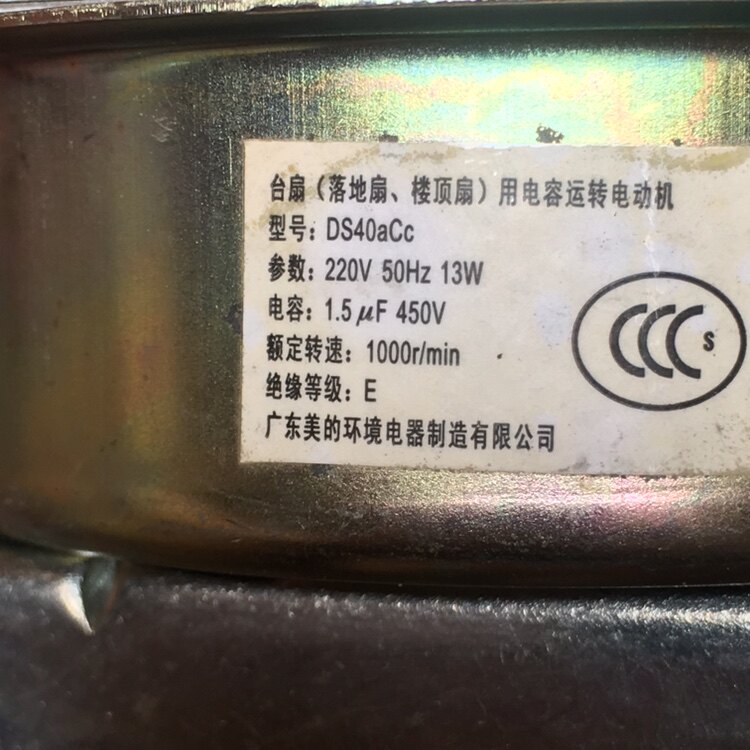 台扇（落地扇、楼顶扇）用电容运转电动机
型号：DS40aCc
参数：220V 50Hz 13W
电容：1.5μF 450V
额定转速：1000r/min
绝缘等级：E
广东美的环境电器制造有限公司
CCC S